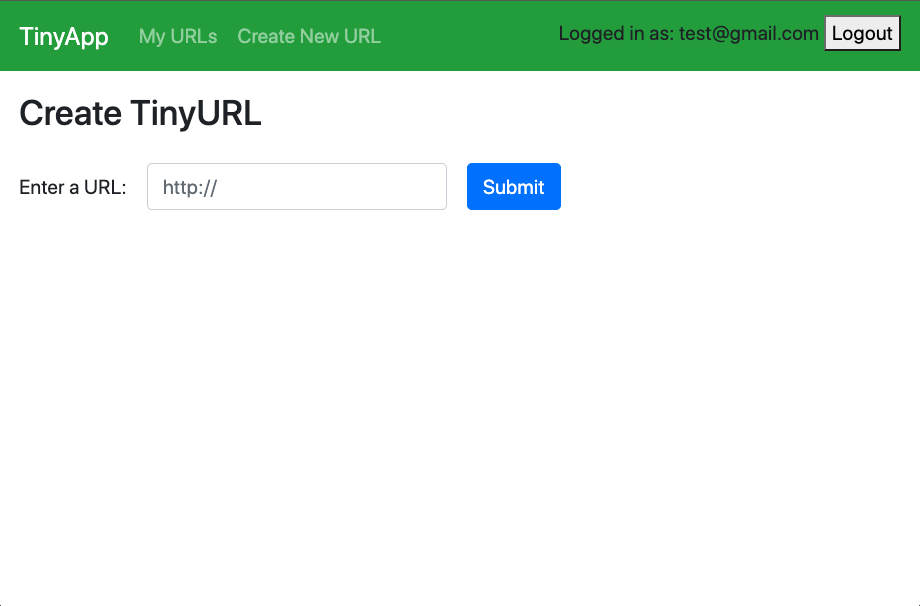 TinyApp My URLs Create New URL Logged in as: test@gmail.com Logout
Create TinyURL
Enter a URL: http:// Submit